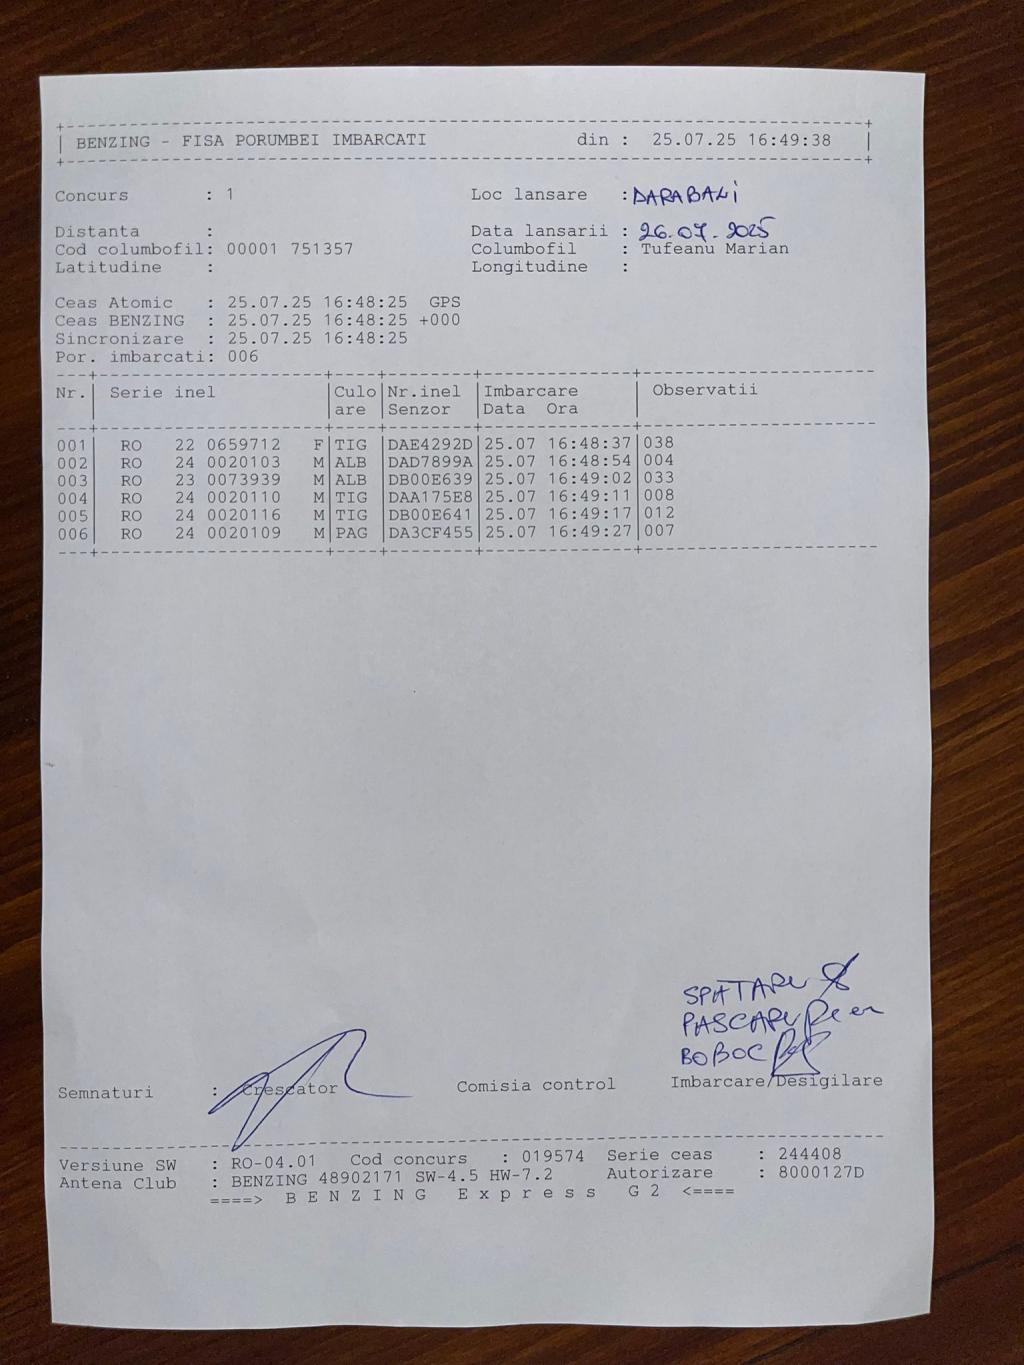 BENZING - FISA PORUMBEI IMBARCATI din : 25.07.25 16:49:38
Concurs : 1 Loc lansare : DARABANi
Distanta : Data lansarii : 26.07.2025
Cod columbofil: 00001 751357 Columbofil : Tufeanu Marian
Latitudine : Longitudine :
Ceas Atomic : 25.07.25 16:48:25 GPS
Ceas BENZING : 25.07.25 16:48:25 +000
Sincronizare : 25.07.25 16:48:25
Por. imbarcati: 006
Nr. Serie inel Culo Nr.inel Imbarcare Observatii
are Senzor Data Ora
001 RO 22 0659712 F TIG DAE4292D 25.07 16:48:37 038
002 RO 24 0020103 M ALB DAD7899A 25.07 16:48:54 004
003 RO 23 0073939 M ALB DB00E639 25.07 16:49:02 033
004 RO 24 0020110 M TIG DAA175E8 25.07 16:49:11 008
005 RO 24 0020116 M TIG DB00E641 25.07 16:49:17 012
006 RO 24 0020109 M PAG DA3CF455 25.07 16:49:27 007
SPATARU
PASCARU
BOBOC
Semnaturi : Crescator Comisia control Imbarcare/Desigilare
Versiune SW : RO-04.01 Cod concurs : 019574 Serie ceas : 244408
Antena Club : BENZING 48902171 SW-4.5 HW-7.2 Autorizare : 8000127D
====> B E N Z I N G E x p r e s s G 2 <====